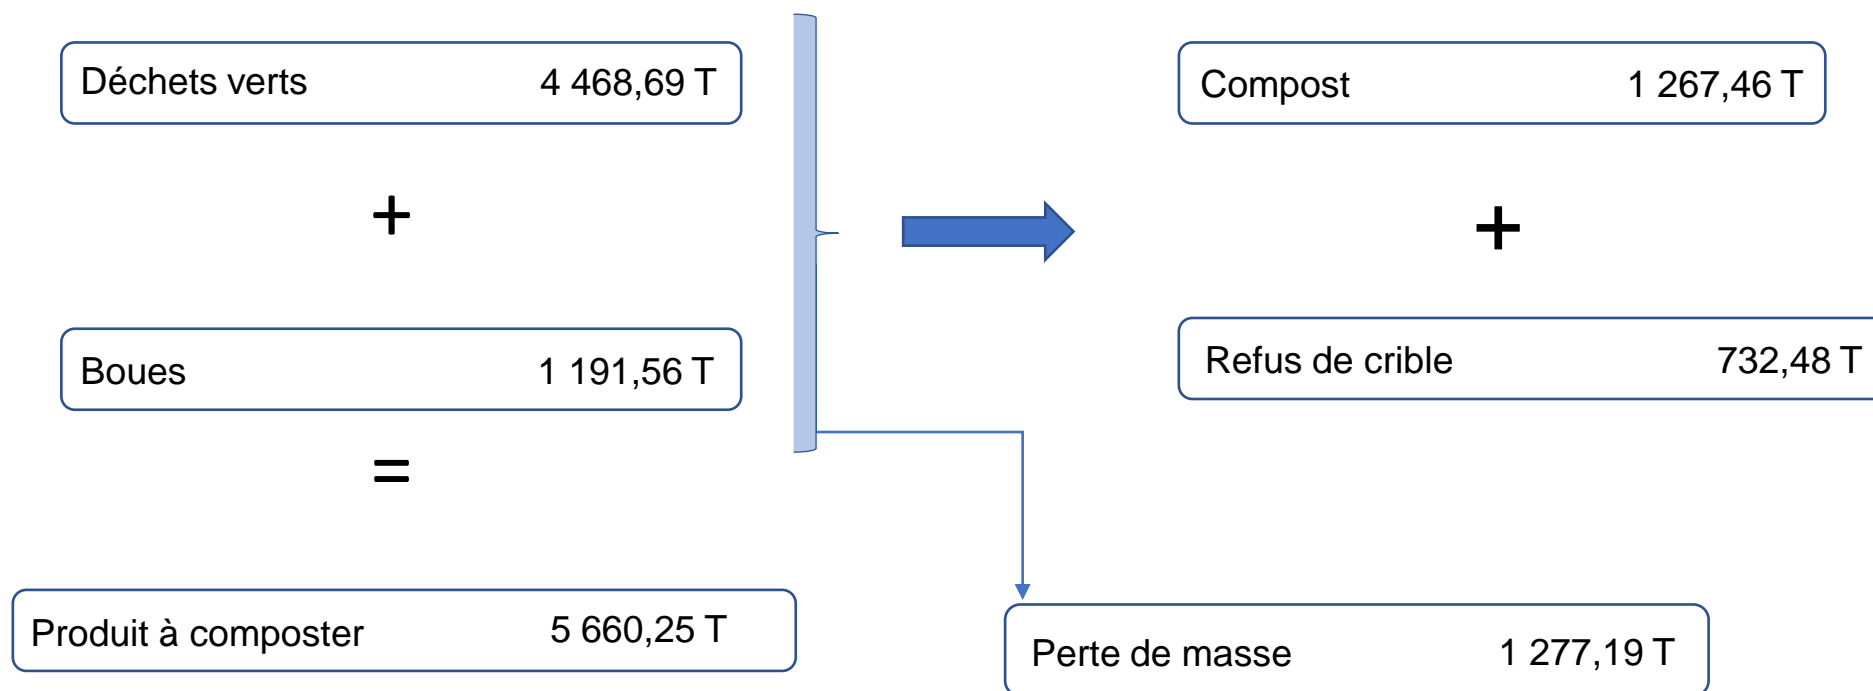 Déchets verts 4 468,69 T
+
Boues 1 191,56 T
=
Produit à composter 5 660,25 T
Compost 1 267,46 T
+
Refus de crible 732,48 T
Perte de masse 1 277,19 T